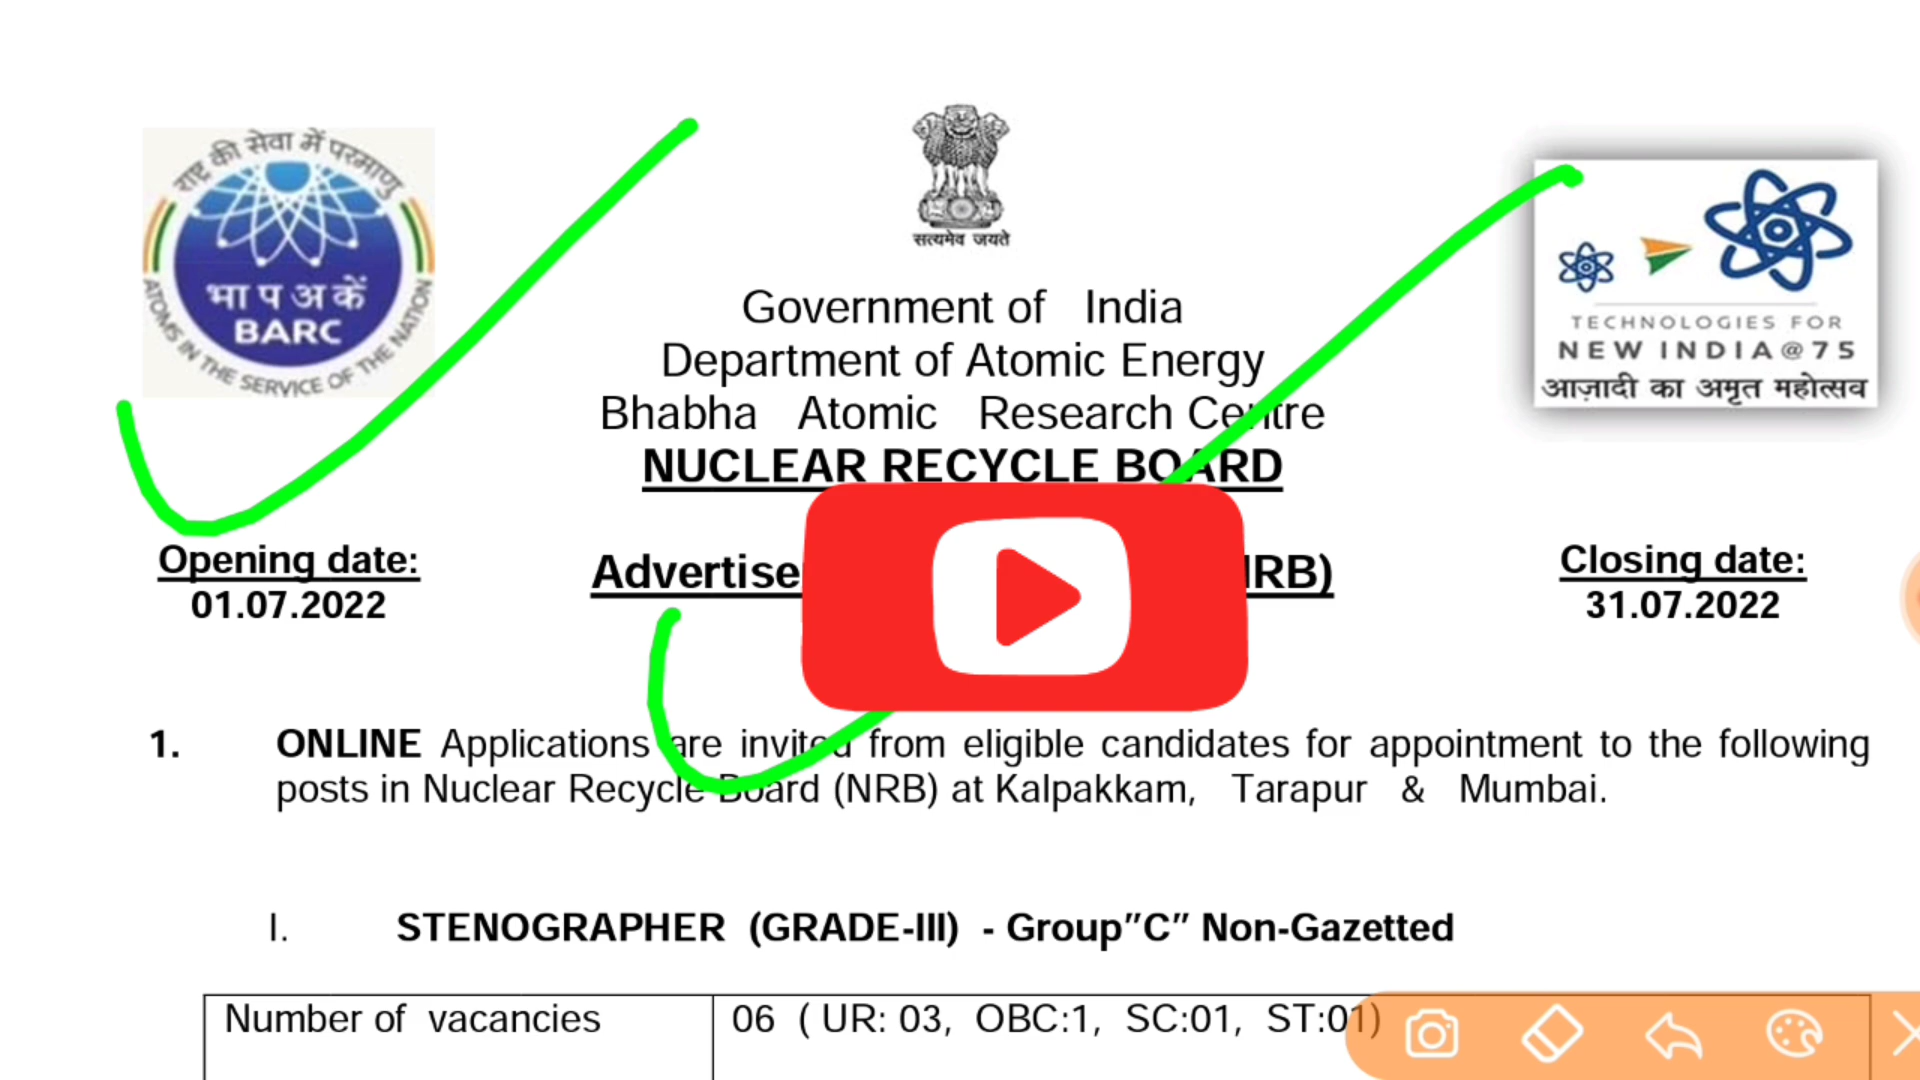 राष्ट्र की सेवा में परमाणु
भा प अ कें
BARC
ATOMS IN THE SERVICE OF THE NATION
सत्यमेव जयते
TECHNOLOGIES FOR
NEW INDIA@75
आज़ादी का अमृत महोत्सव
Government of India
Department of Atomic Energy
Bhabha Atomic Research Centre
NUCLEAR RECYCLE BOARD
Opening date:
01.07.2022
Advertise
RB)
Closing date:
31.07.2022
1. ONLINE Applications are invited from eligible candidates for appointment to the following
posts in Nuclear Recycle Board (NRB) at Kalpakkam, Tarapur & Mumbai.
I. STENOGRAPHER (GRADE-III) - Group”C” Non-Gazetted
Number of vacancies 06 ( UR: 03, OBC:1, SC:01, ST:01)